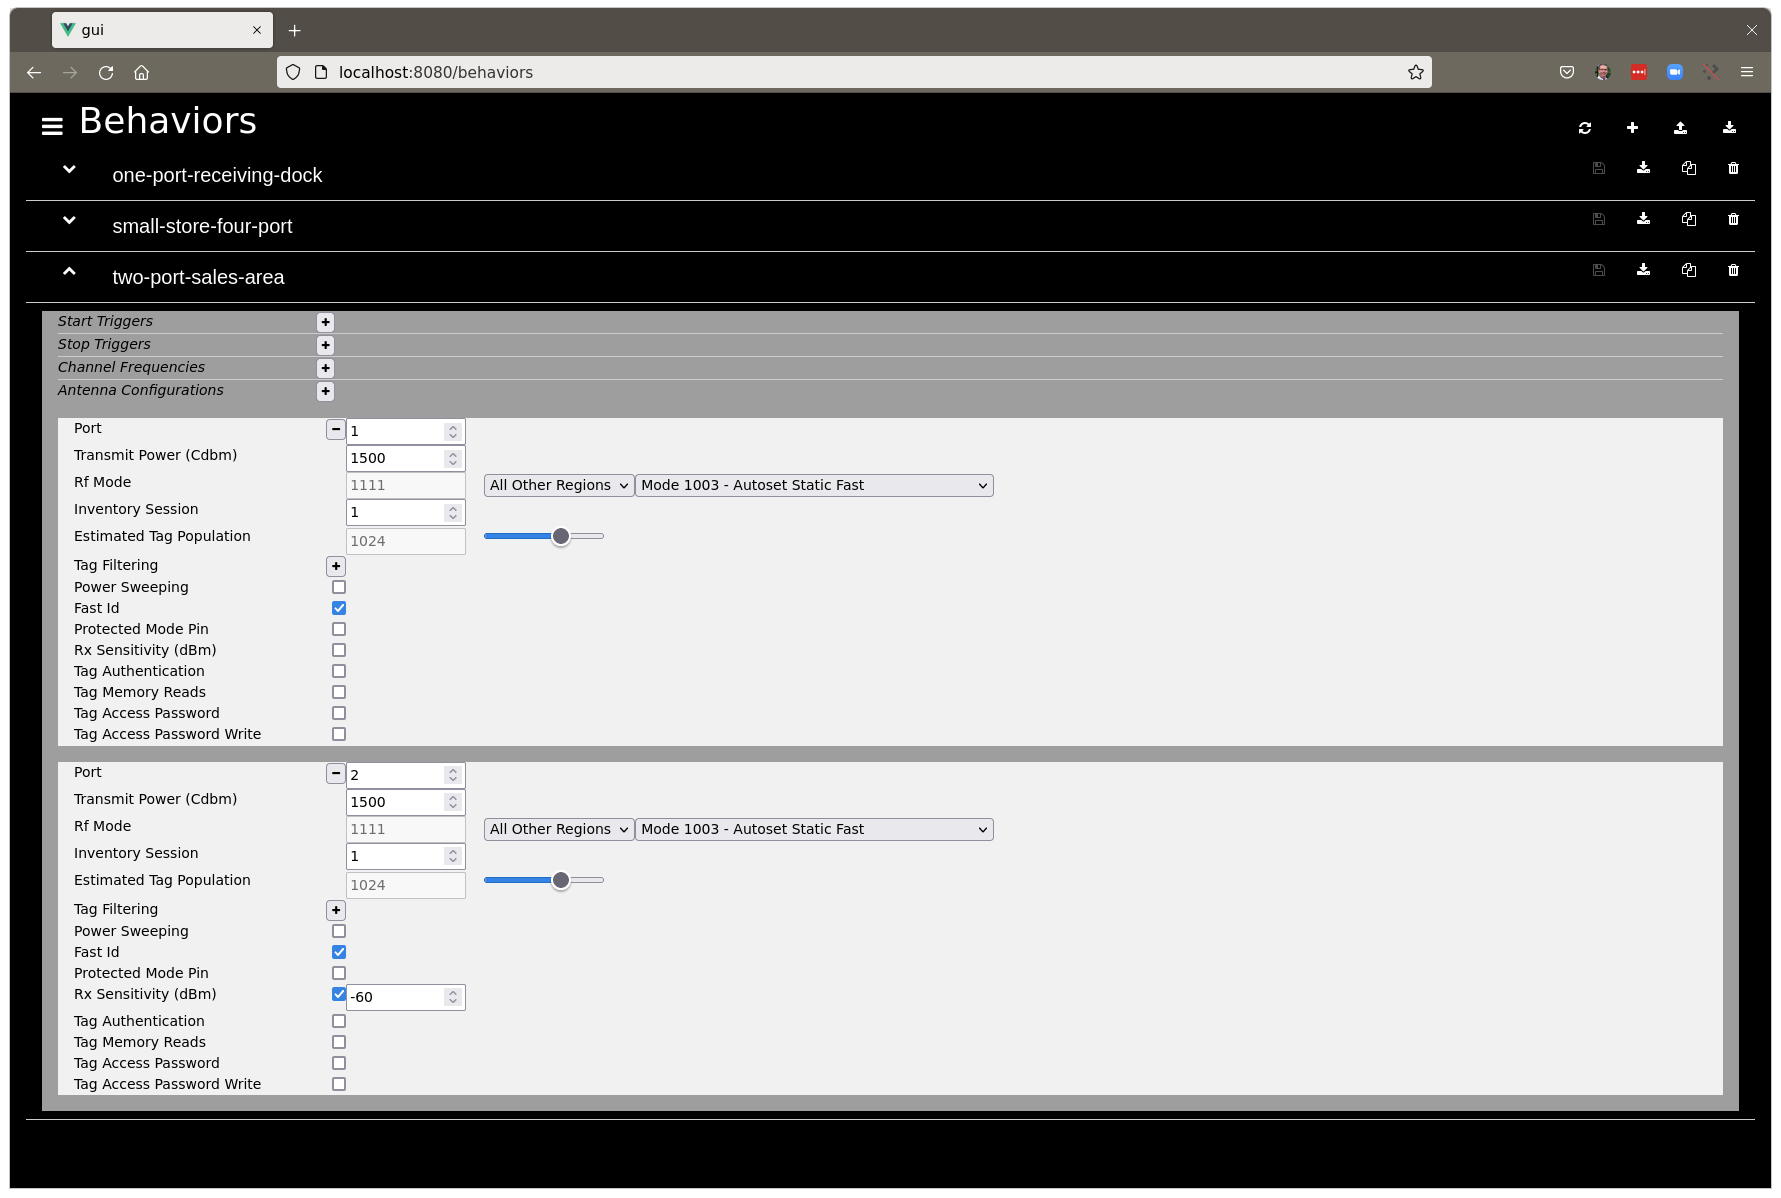 gui
localhost:8080/behaviors
Behaviors
one-port-receiving-dock
small-store-four-port
two-port-sales-area
Start Triggers
Stop Triggers
Channel Frequencies
Antenna Configurations
Port 1
Transmit Power (Cdbm) 1500
Rf Mode 1111 All Other Regions Mode 1003 - Autoset Static Fast
Inventory Session 1
Estimated Tag Population 1024
Tag Filtering
Power Sweeping
Fast Id
Protected Mode Pin
Rx Sensitivity (dBm)
Tag Authentication
Tag Memory Reads
Tag Access Password
Tag Access Password Write
Port 2
Transmit Power (Cdbm) 1500
Rf Mode 1111 All Other Regions Mode 1003 - Autoset Static Fast
Inventory Session 1
Estimated Tag Population 1024
Tag Filtering
Power Sweeping
Fast Id
Protected Mode Pin
Rx Sensitivity (dBm) -60
Tag Authentication
Tag Memory Reads
Tag Access Password
Tag Access Password Write